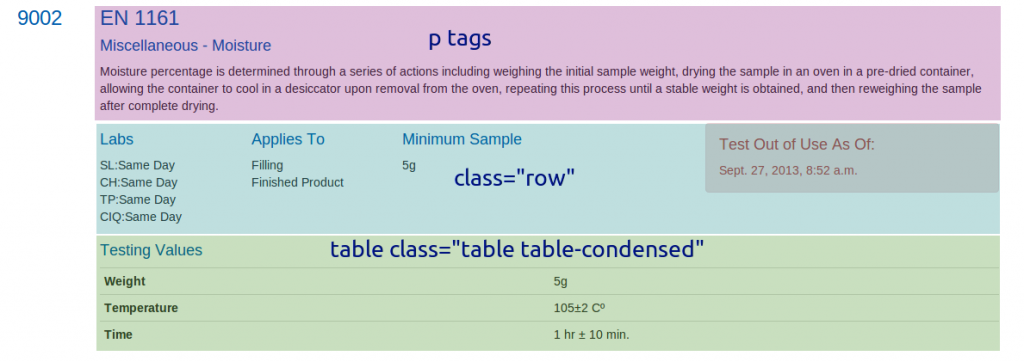 9002
EN 1161
Miscellaneous - Moisture
p tags
Moisture percentage is determined through a series of actions including weighing the initial sample weight, drying the sample in an oven in a pre-dried container,
allowing the container to cool in a desiccator upon removal from the oven, repeating this process until a stable weight is obtained, and then reweighing the sample
after complete drying.
Labs
SL:Same Day
CH:Same Day
TP:Same Day
CIQ:Same Day
Applies To
Filling
Finished Product
Minimum Sample
5g
class="row"
Test Out of Use As Of:
Sept. 27, 2013, 8:52 a.m.
Testing Values
table class="table table-condensed"
Weight 5g
Temperature 105±2 Cº
Time 1 hr ± 10 min.